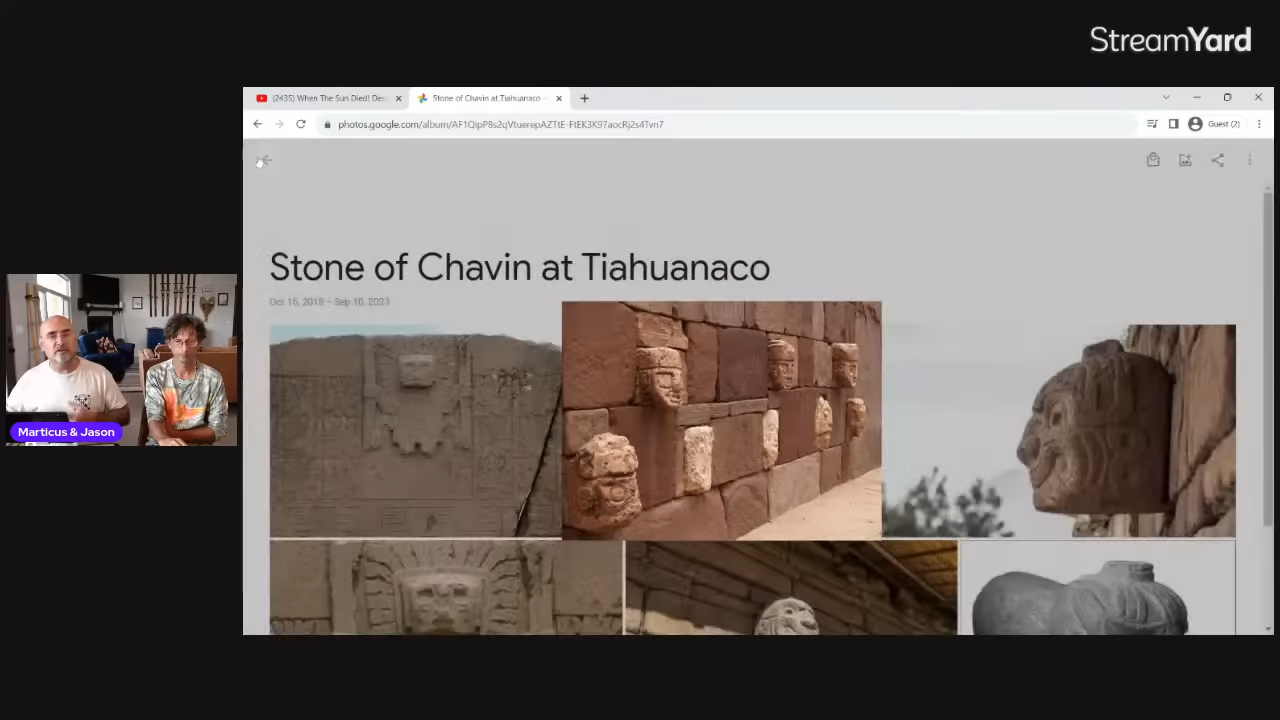 StreamYard
(2435) When The Sun Died! Dec
Stone of Chavin at Tiahuanaco -
photos.google.com/album/AF1QipP8s2qVtuerepAZTtE-FtEK3K97aocRj2s4Tvn7
Guest (2)
Stone of Chavin at Tiahuanaco
Oct 16, 2018 – Sep 10, 2023
Marticus & Jason